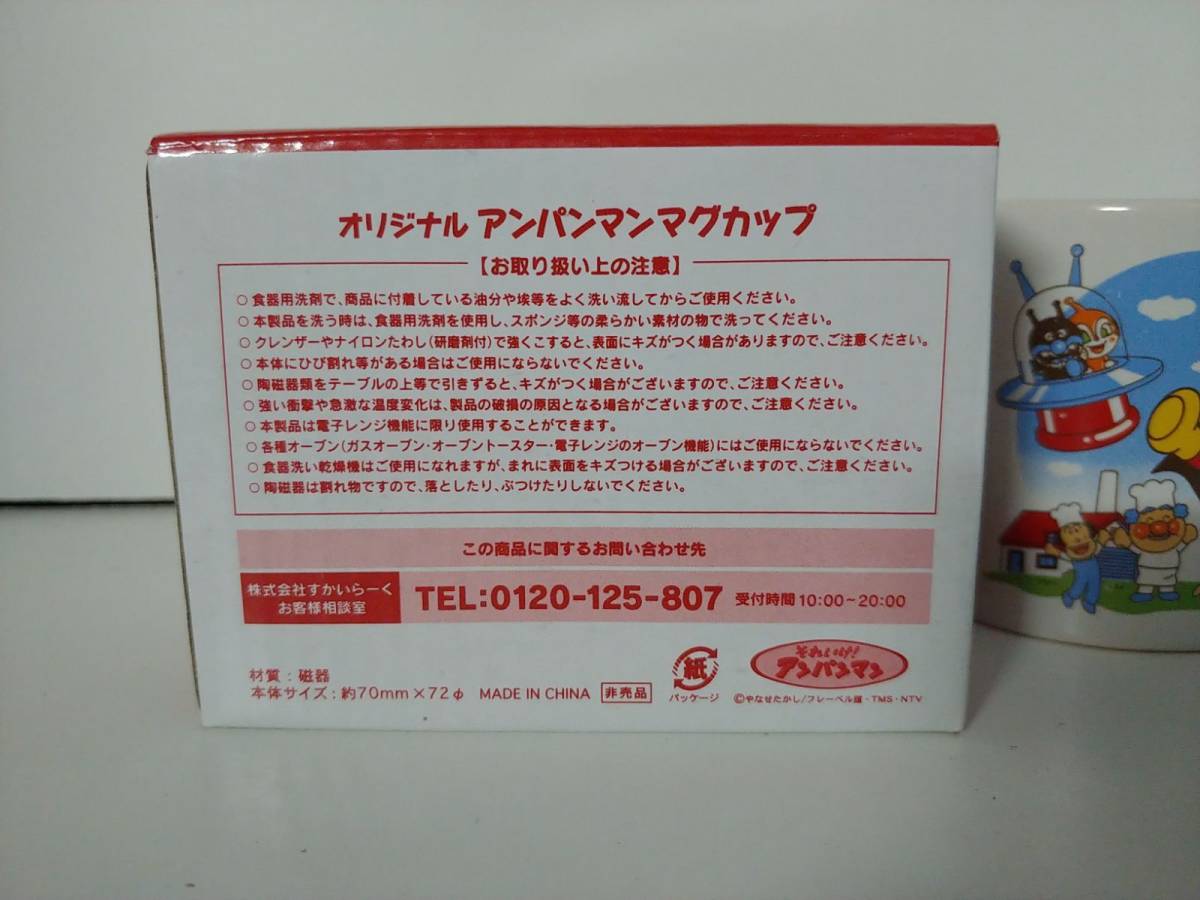 オリジナル アンパンマンマグカップ
【お取り扱い上の注意】
○食器用洗剤で、商品に付着している油分や埃等をよく洗い流してからご使用ください。
○本製品を洗う時は、食器用洗剤を使用し、スポンジ等の柔らかい素材の物で洗ってください。
○クレンザーやナイロンたわし(研磨剤付)で強くこすると、表面にキズがつく場合がありますので、ご注意ください。
○本体にひび割れ等がある場合はご使用にならないでください。
○陶磁器類をテーブルの上等で引きずると、キズがつく場合がございますので、ご注意ください。
○強い衝撃や急激な温度変化は、製品の破損の原因となる場合がございますので、ご注意ください。
○本製品は電子レンジ機能に限り使用することができます。
○各種オーブン(ガスオーブン・オーブントースター・電子レンジのオーブン機能)にはご使用にならないでください。
○食器洗い乾燥機はご使用になれますが、まれに表面をキズつける場合がございますので、ご注意ください。
○陶磁器は割れ物ですので、落としたり、ぶつけたりしないでください。
この商品に関するお問い合わせ先
株式会社すかいらーく
お客様相談室
TEL:0120-125-807 受付時間 10:00~20:00
材質：磁器
本体サイズ：約70mm×72φ MADE IN CHINA 非売品
紙
パッケージ
それいけ!
アンパンマン
©やなせたかし/フレーベル館・TMS・NTV